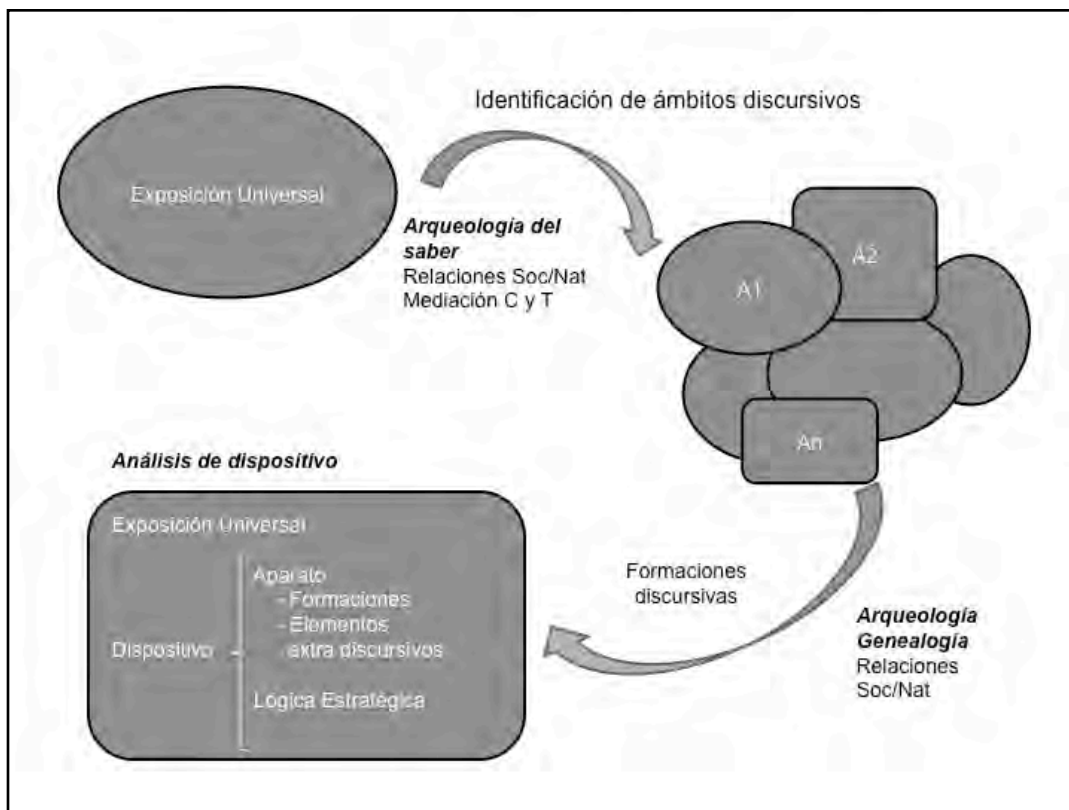 Identificación de ámbitos discursivos
Exposición Universal
Arqueología del
saber
Relaciones Soc/Nat
Mediación C y T
A1
A2
An
Análisis de dispositivo
Exposición Universal
Aparato
- Formaciones
- Elementos
extra discursivos
Dispositivo
Lógica Estratégica
Formaciones
discursivas
Arqueología
Genealogía
Relaciones
Soc/Nat